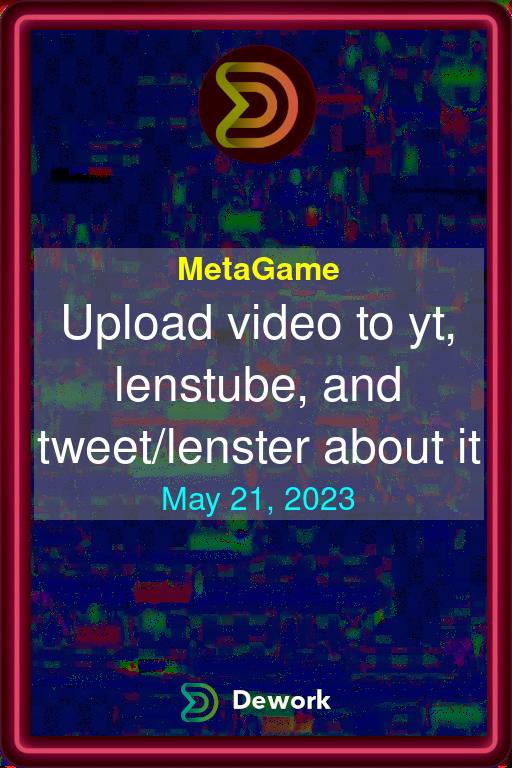 MetaGame
Upload video to yt,
lenstube, and
tweet/lenster about it
May 21, 2023
Dework